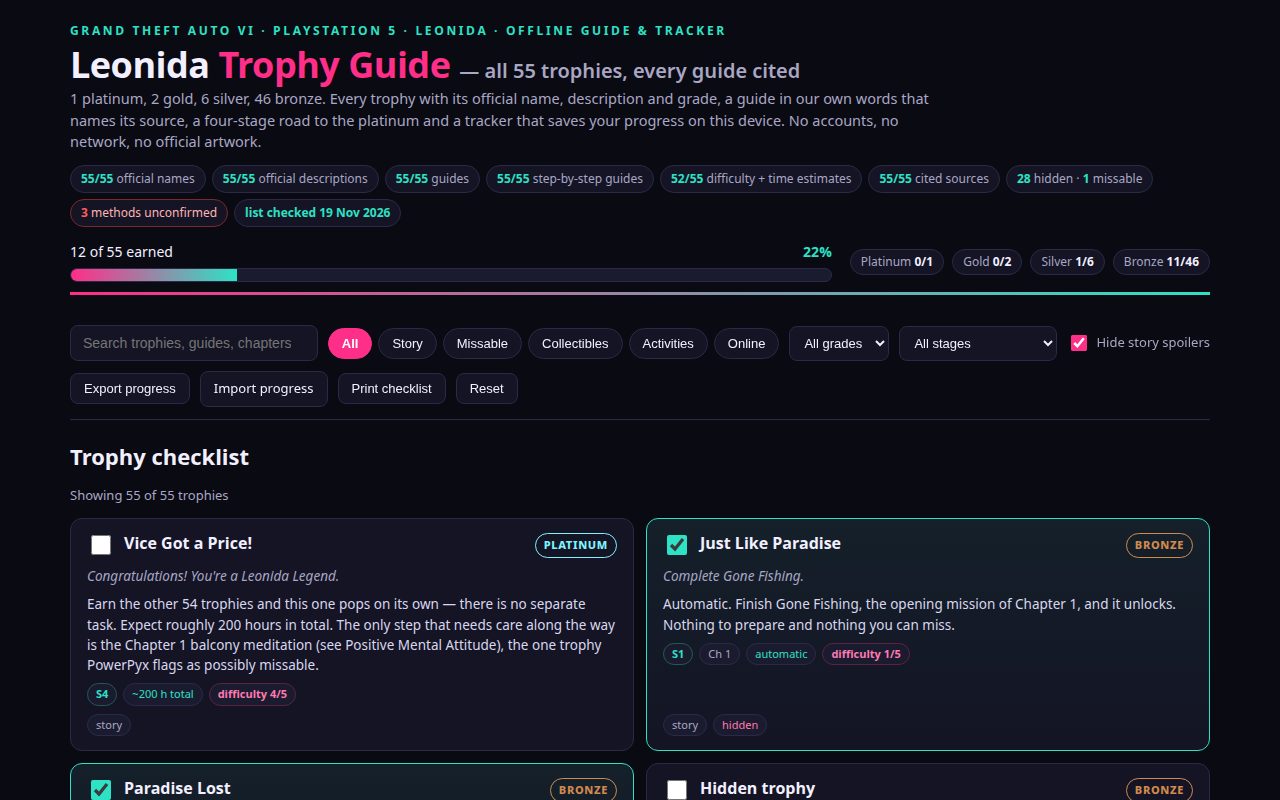 GRAND THEFT AUTO VI · PLAYSTATION 5 · LEONIDA · OFFLINE GUIDE & TRACKER
Leonida Trophy Guide — all 55 trophies, every guide cited
1 platinum, 2 gold, 6 silver, 46 bronze. Every trophy with its official name, description and grade, a guide in our own words that
names its source, a four-stage road to the platinum and a tracker that saves your progress on this device. No accounts, no
network, no official artwork.
55/55 official names 55/55 official descriptions 55/55 guides 55/55 step-by-step guides 52/55 difficulty + time estimates 55/55 cited sources 28 hidden · 1 missable
3 methods unconfirmed list checked 19 Nov 2026
12 of 55 earned 22% Platinum 0/1 Gold 0/2 Silver 1/6 Bronze 11/46
Search trophies, guides, chapters All Story Missable Collectibles Activities Online All grades All stages Hide story spoilers
Export progress Import progress Print checklist Reset
Trophy checklist
Showing 55 of 55 trophies
Vice Got a Price! PLATINUM
Congratulations! You're a Leonida Legend.
Earn the other 54 trophies and this one pops on its own — there is no separate
task. Expect roughly 200 hours in total. The only step that needs care along the way
is the Chapter 1 balcony meditation (see Positive Mental Attitude), the one trophy
PowerPyx flags as possibly missable.
S4 ~200 h total difficulty 4/5
story
Just Like Paradise BRONZE
Complete Gone Fishing.
Automatic. Finish Gone Fishing, the opening mission of Chapter 1, and it unlocks.
Nothing to prepare and nothing you can miss.
S1 Ch 1 automatic difficulty 1/5
story hidden
Paradise Lost BRONZE
Hidden trophy BRONZE